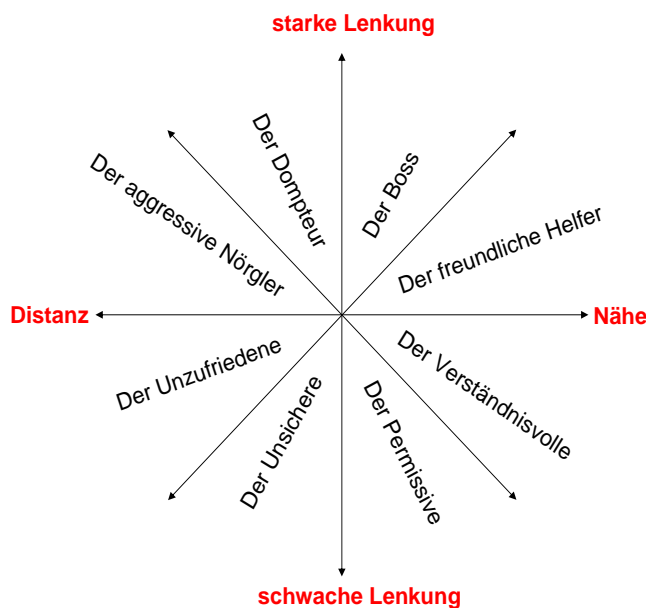 starke Lenkung
Der Dompteur
Der Boss
Der aggressive Nörgler
Der freundliche Helfer
Distanz
Nähe
Der Unzufriedene
Der Unsichere
Der Permissive
Der Verständnisvolle
schwache Lenkung